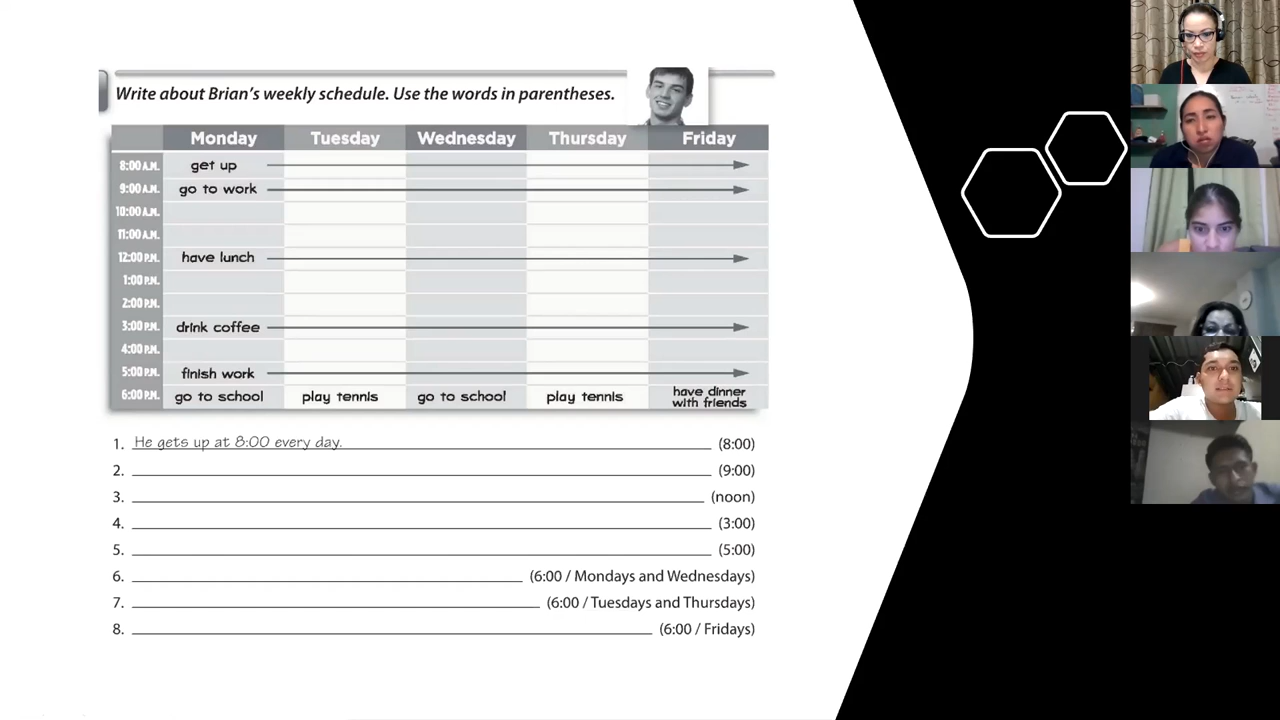 Write about Brian's weekly schedule. Use the words in parentheses.
Monday Tuesday Wednesday Thursday Friday
8:00 A.M. get up
9:00 A.M. go to work
10:00 A.M.
11:00 A.M.
12:00 P.M. have lunch
1:00 P.M.
2:00 P.M.
3:00 P.M. drink coffee
4:00 P.M.
5:00 P.M. finish work
6:00 P.M. go to school play tennis go to school play tennis have dinner with friends
1. He gets up at 8:00 every day. (8:00)
2. (9:00)
3. (noon)
4. (3:00)
5. (5:00)
6. (6:00 / Mondays and Wednesdays)
7. (6:00 / Tuesdays and Thursdays)
8. (6:00 / Fridays)